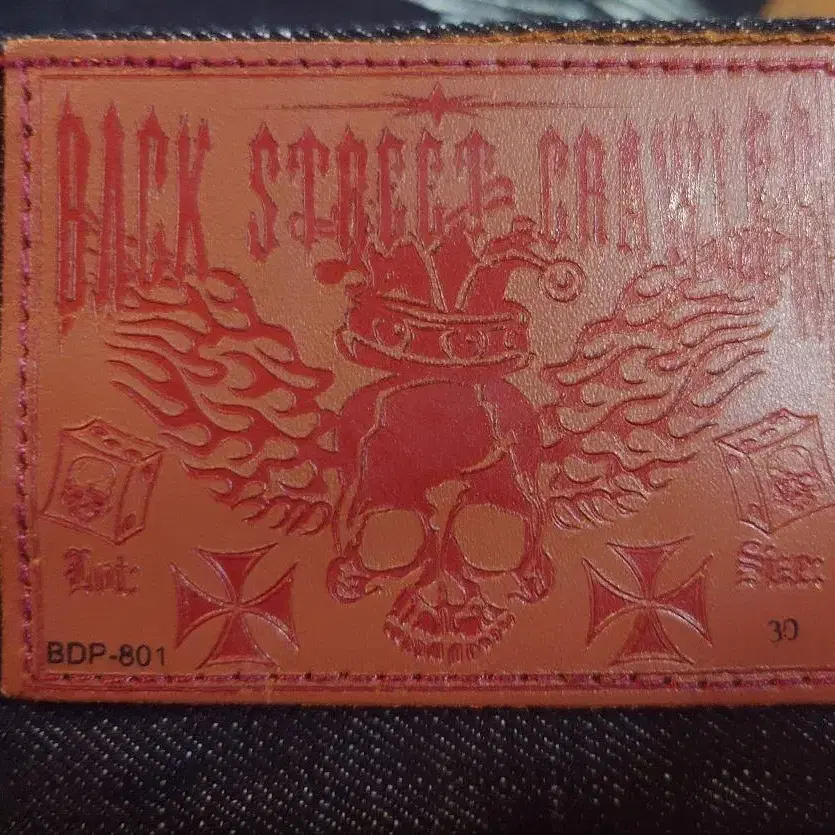 BACK STREET CRAWLER
Lot: Size:
BDP-801 30